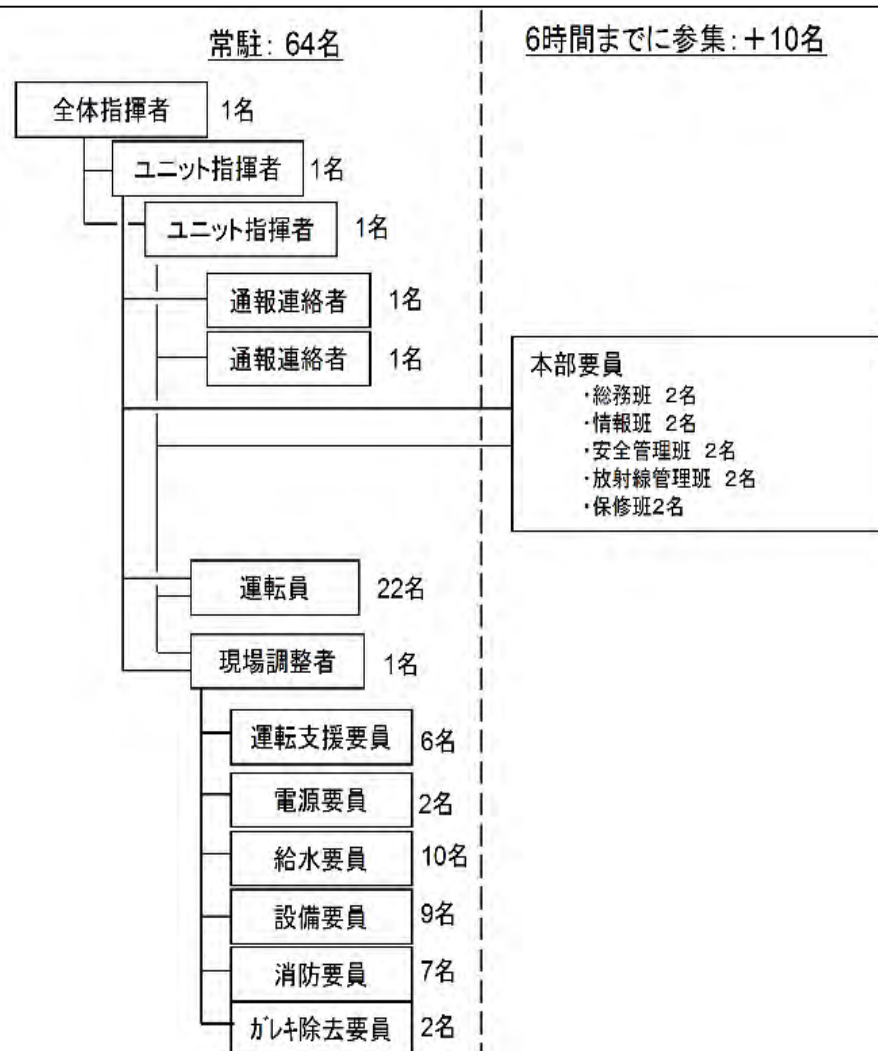 常駐: 64名
6時間までに参集:+10名
全体指揮者 1名
ユニット指揮者 1名
ユニット指揮者 1名
通報連絡者 1名
通報連絡者 1名
本部要員
・総務班 2名
・情報班 2名
・安全管理班 2名
・放射線管理班 2名
・保修班2名
運転員 22名
現場調整者 1名
運転支援要員 6名
電源要員 2名
給水要員 10名
設備要員 9名
消防要員 7名
ガレキ除去要員 2名